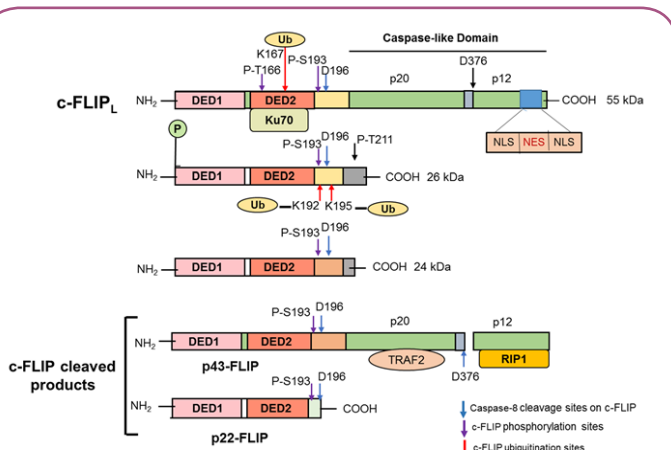 Caspase-like Domain
Ub
K167
P-S193
D196
P-T166
D376
p20
p12
c-FLIPL
NH2
DED1
DED2
COOH 55 kDa
Ku70
NLS NES NLS
P
P-S193
D196
P-T211
NH2
DED1
DED2
COOH 26 kDa
Ub
K192
K195
Ub
P-S193
D196
NH2
DED1
DED2
COOH 24 kDa
c-FLIP cleaved
products
P-S193
D196
p20
p12
NH2
DED1
DED2
p43-FLIP
TRAF2
RIP1
D376
P-S193
D196
NH2
DED1
DED2
COOH
p22-FLIP
Caspase-8 cleavage sites on c-FLIP
c-FLIP phosphorylation sites
c-FLIP ubiquitination sites